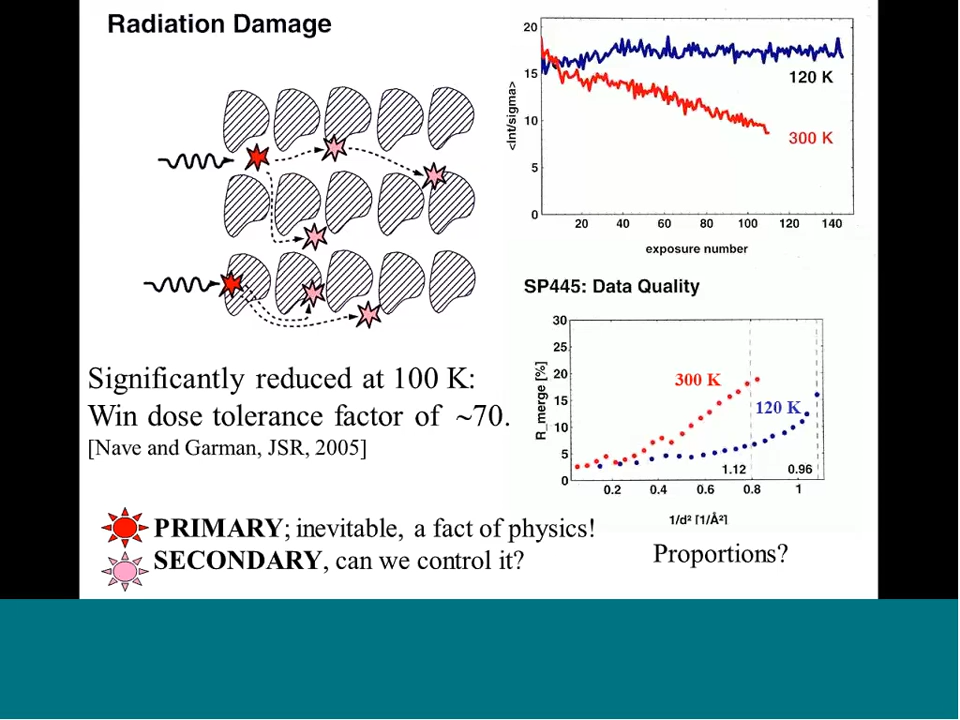 Radiation Damage
Significantly reduced at 100 K:
Win dose tolerance factor of ~70.
[Nave and Garman, JSR, 2005]
PRIMARY; inevitable, a fact of physics!
SECONDARY, can we control it?
20
15
10
5
0
<Int/sigma>
120 K
300 K
20 40 60 80 100 120 140
exposure number
SP445: Data Quality
30
25
20
15
10
5
0
R_merge [%]
300 K
120 K
1.12 0.96
0.2 0.4 0.6 0.8 1
1/d² [1/Å²]
Proportions?